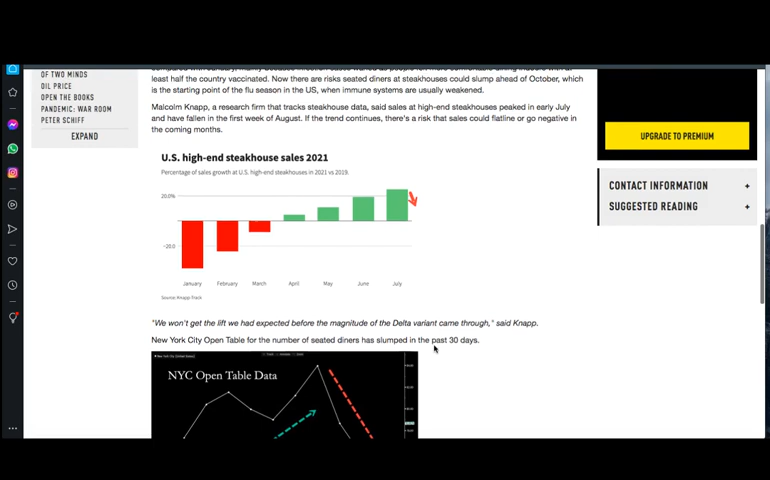 OF TWO MINDS
OIL PRICE
OPEN THE BOOKS
PANDEMIC: WAR ROOM
PETER SCHIFF
EXPAND
least half the country vaccinated. Now there are risks seated diners at steakhouses could slump ahead of October, which
is the starting point of the flu season in the US, when immune systems are usually weakened.
Malcolm Knapp, a research firm that tracks steakhouse data, said sales at high-end steakhouses peaked in early July
and have fallen in the first week of August. If the trend continues, there's a risk that sales could flatline or go negative in
the coming months.
U.S. high-end steakhouse sales 2021
Percentage of sales growth at U.S. high-end steakhouses in 2021 vs 2019.
20.0%
-20.0
January February March April May June July
Source: Knapp-Track
"We won't get the lift we had expected before the magnitude of the Delta variant came through," said Knapp.
New York City Open Table for the number of seated diners has slumped in the past 30 days.
NYC Open Table Data
UPGRADE TO PREMIUM
CONTACT INFORMATION +
SUGGESTED READING +